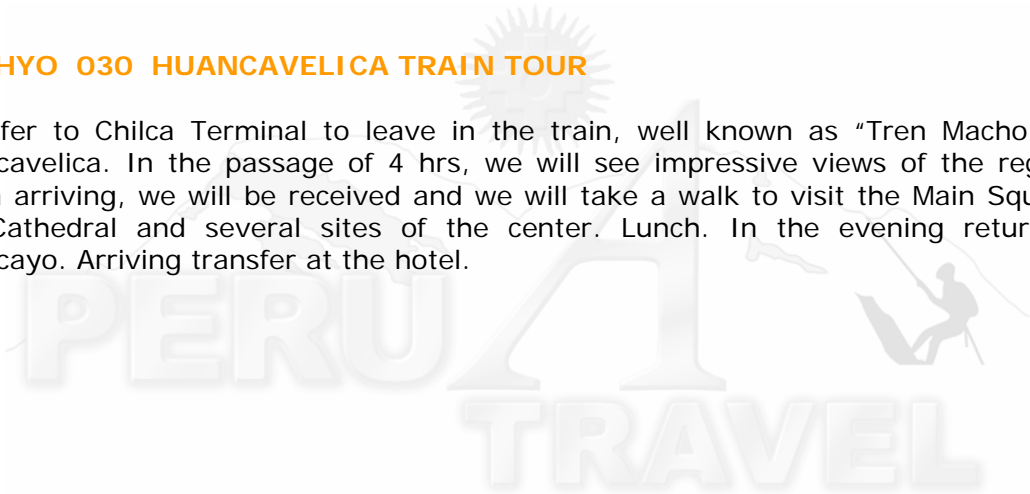 HYO 030 HUANCAVELICA TRAIN TOUR
fer to Chilca Terminal to leave in the train, well known as “Tren Macho
cavelica. In the passage of 4 hrs, we will see impressive views of the reg
arriving, we will be received and we will take a walk to visit the Main Squ
Cathedral and several sites of the center. Lunch. In the evening retur
cayo. Arriving transfer at the hotel.
PERU A
TRAVEL